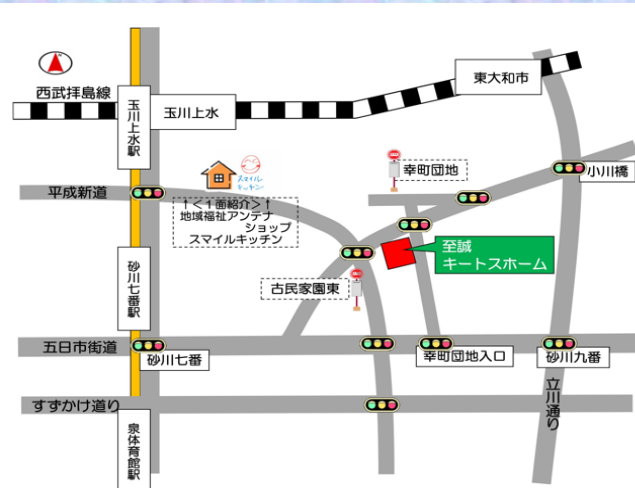 西武拝島線
玉川上水駅
玉川上水
東大和市
小川橋
幸町団地
スマイル
キッチン
平成新道
↑<1面紹介>↑
地域福祉アンテナ
ショップ
スマイルキッチン
至誠
キートスホーム
砂川七番駅
古民家園東
五日市街道
砂川七番
幸町団地入口
砂川九番
すずかけ道り
立川通り
泉体育館駅